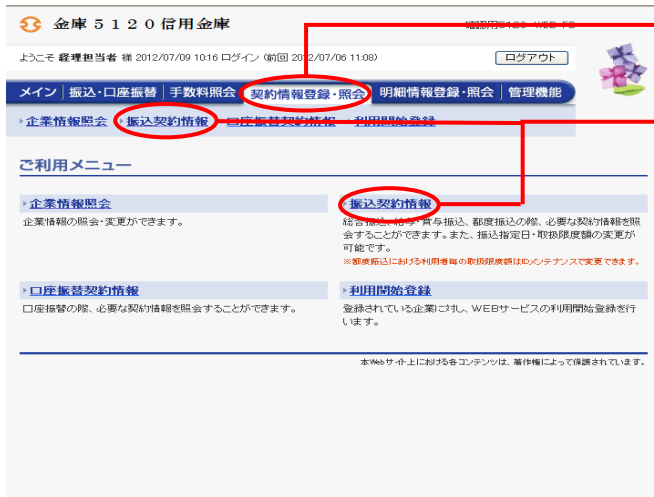 金庫５１２０信用金庫
ようこそ 経理担当者 様 2012/07/09 10:16 ログイン (前回 2012/07/06 11:08)
ログアウト
メイン 振込・口座振替 手数料照会 契約情報登録・照会 明細情報登録・照会 管理機能
企業情報照会 振込契約情報 口座振替契約情報 利用開始登録
ご利用メニュー
企業情報照会
企業情報の照会・変更ができます。
振込契約情報
総合振込、給与・賞与振込、都度振込の際、必要な契約情報を照
会することができます。また、振込指定日・取扱限度額の変更が
可能です。
※都度振込における利用者毎の取扱限度額はIDメンテナンスで変更できます。
口座振替契約情報
口座振替の際、必要な契約情報を照会することができます。
利用開始登録
登録されている企業に対し、ＷＥＢサービスの利用開始登録を行
います。
本Webサイト上における各コンテンツは、著作権によって保護されています。